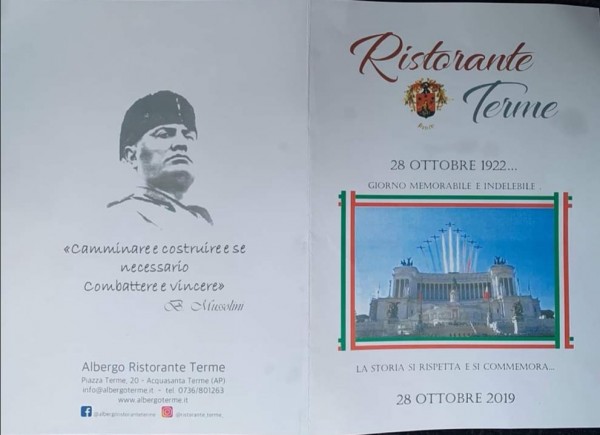 «Camminare e costruire e se
necessario
Combattere e vincere»
B. Mussolini
Albergo Ristorante Terme
Piazza Terme, 20 - Acquasanta Terme (AP)
info@albergoterme.it - tel. 0736/801263
www.albergoterme.it
@albergoristoranteterme @ristorante_terme_
Ristorante
Terme
28 OTTOBRE 1922...
GIORNO MEMORABILE E INDELEBILE .
LA STORIA SI RISPETTA E SI COMMEMORA...
28 OTTOBRE 2019